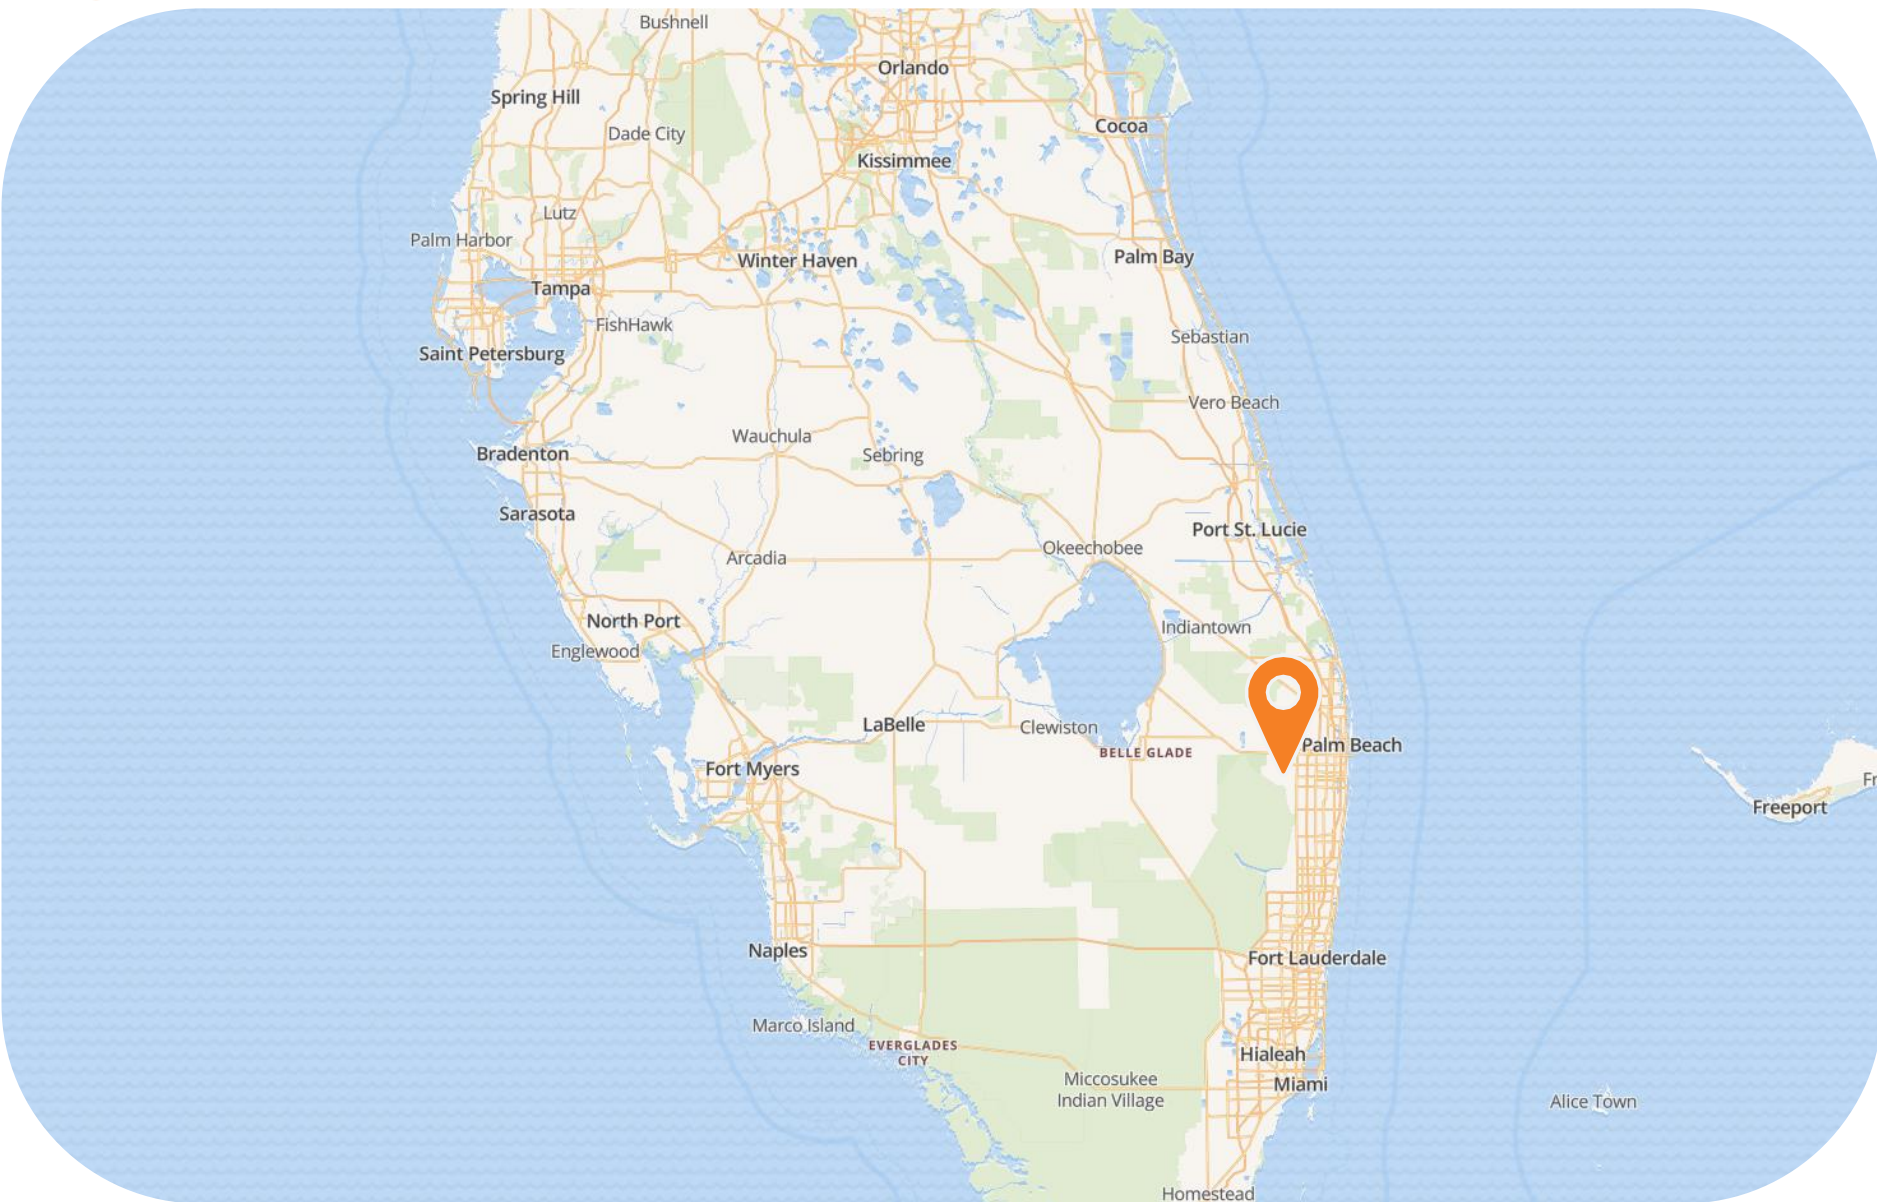 Bushnell
Orlando
Spring Hill
Cocoa
Dade City
Kissimmee
Lutz
Palm Harbor
Palm Bay
Winter Haven
Tampa
FishHawk
Sebastian
Saint Petersburg
Vero Beach
Wauchula
Bradenton
Sebring
Sarasota
Port St. Lucie
Okeechobee
Arcadia
North Port
Indiantown
Englewood
LaBelle
Clewiston
Palm Beach
BELLE GLADE
Fort Myers
Fr
Freeport
Naples
Fort Lauderdale
Marco Island
EVERGLADES
CITY
Hialeah
Miccosukee
Indian Village
Miami
Alice Town
Homestead